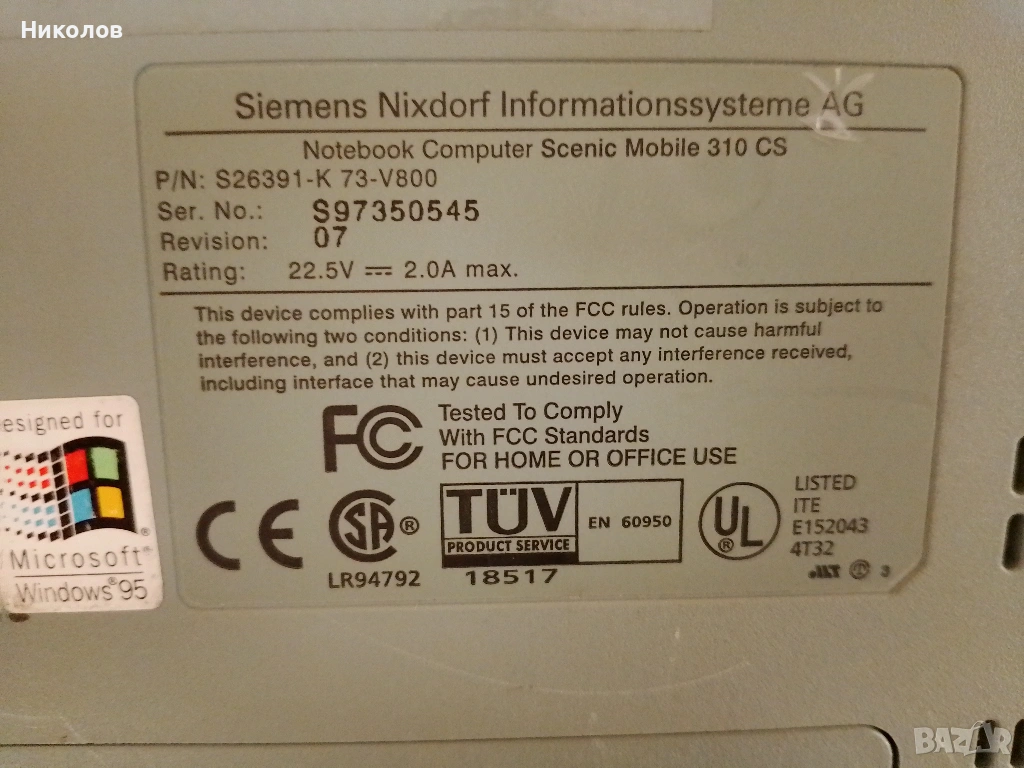 Николов
Siemens Nixdorf Informationssysteme AG
Notebook Computer Scenic Mobile 310 CS
P/N: S26391-K 73-V800
Ser. No.: S97350545
Revision: 07
Rating: 22.5V 2.0A max.
This device complies with part 15 of the FCC rules. Operation is subject to
the following two conditions: (1) This device may not cause harmful
interference, and (2) this device must accept any interference received,
including interface that may cause undesired operation.
FC
Tested To Comply
With FCC Standards
FOR HOME OR OFFICE USE
esigned for
Microsoft®
Windows®95
CE
SA ®
LR94792
TÜV
PRODUCT SERVICE
EN 60950
18517
UL ®
LISTED
ITE
E152043
4T32
3
BAZAR